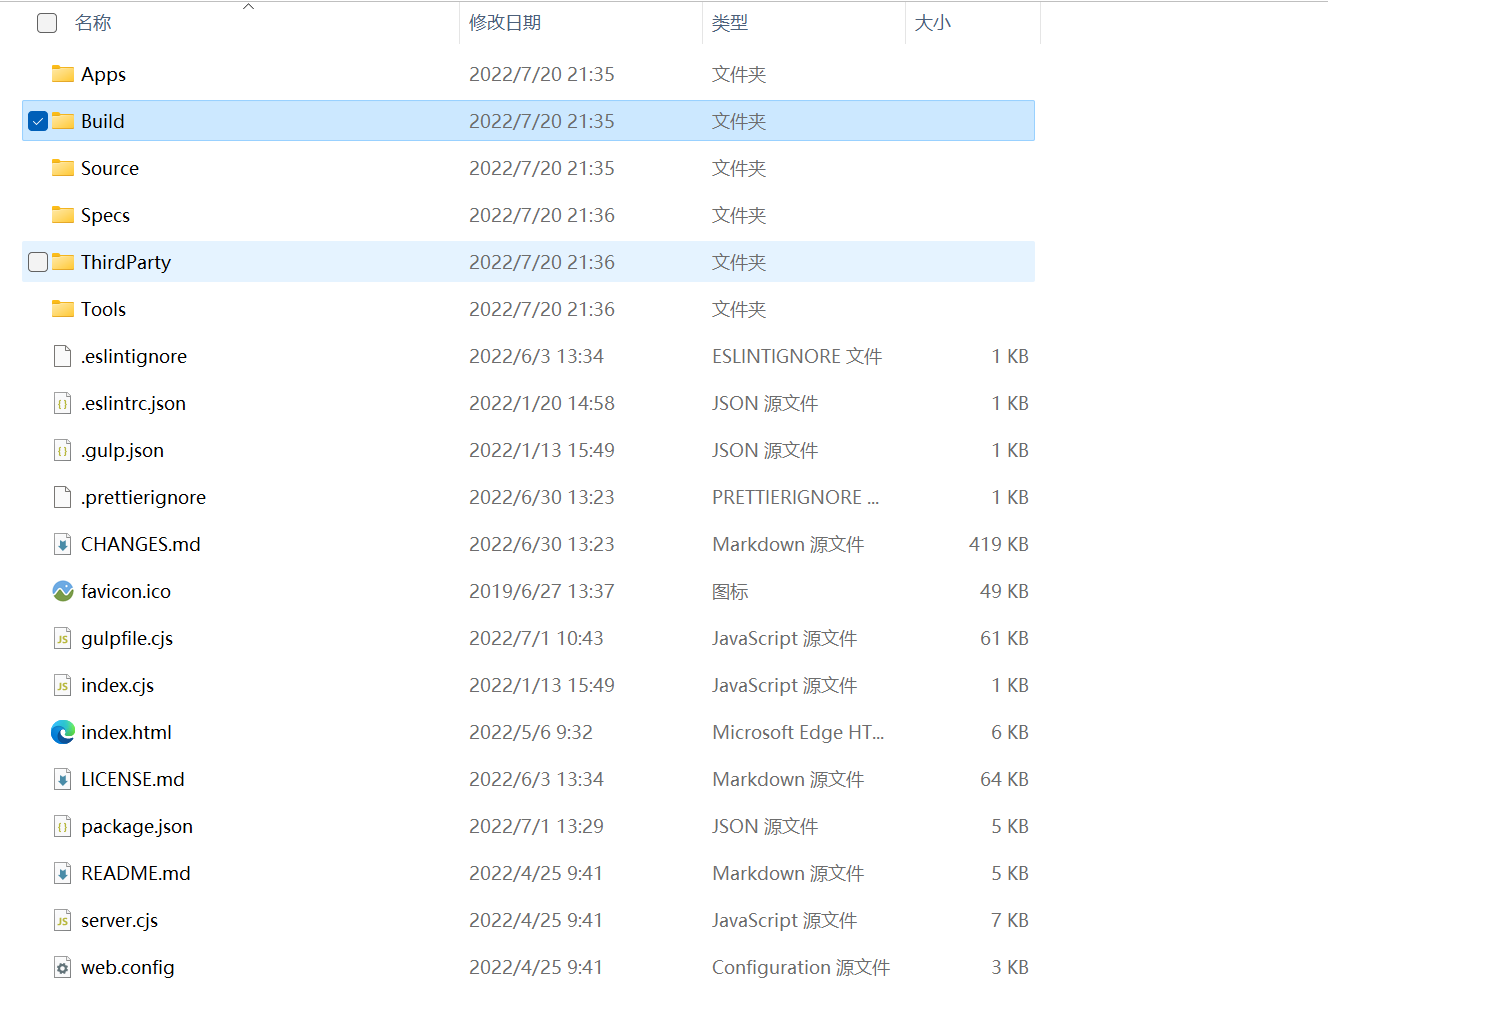 名称 修改日期 类型 大小
Apps 2022/7/20 21:35 文件夹
Build 2022/7/20 21:35 文件夹
Source 2022/7/20 21:35 文件夹
Specs 2022/7/20 21:36 文件夹
ThirdParty 2022/7/20 21:36 文件夹
Tools 2022/7/20 21:36 文件夹
.eslintignore 2022/6/3 13:34 ESLINTIGNORE 文件 1 KB
.eslintrc.json 2022/1/20 14:58 JSON 源文件 1 KB
.gulp.json 2022/1/13 15:49 JSON 源文件 1 KB
.prettierignore 2022/6/30 13:23 PRETTIERIGNORE ... 1 KB
CHANGES.md 2022/6/30 13:23 Markdown 源文件 419 KB
favicon.ico 2019/6/27 13:37 图标 49 KB
gulpfile.cjs 2022/7/1 10:43 JavaScript 源文件 61 KB
index.cjs 2022/1/13 15:49 JavaScript 源文件 1 KB
index.html 2022/5/6 9:32 Microsoft Edge HT... 6 KB
LICENSE.md 2022/6/3 13:34 Markdown 源文件 64 KB
package.json 2022/7/1 13:29 JSON 源文件 5 KB
README.md 2022/4/25 9:41 Markdown 源文件 5 KB
server.cjs 2022/4/25 9:41 JavaScript 源文件 7 KB
web.config 2022/4/25 9:41 Configuration 源文件 3 KB